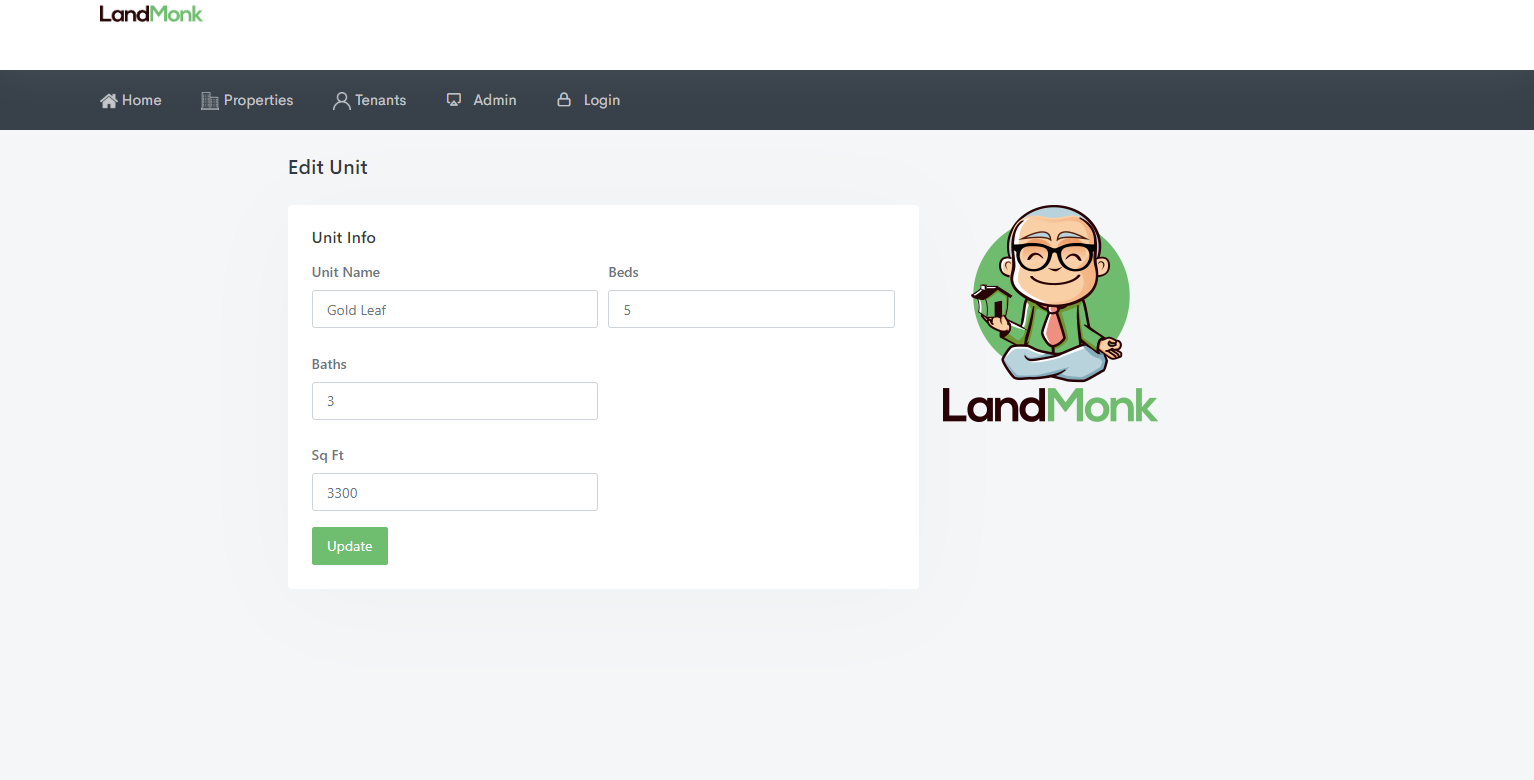 LandMonk
Home Properties Tenants Admin Login
Edit Unit
Unit Info
Unit Name Beds
Gold Leaf 5
Baths
3
Sq Ft
3300
Update
LandMonk